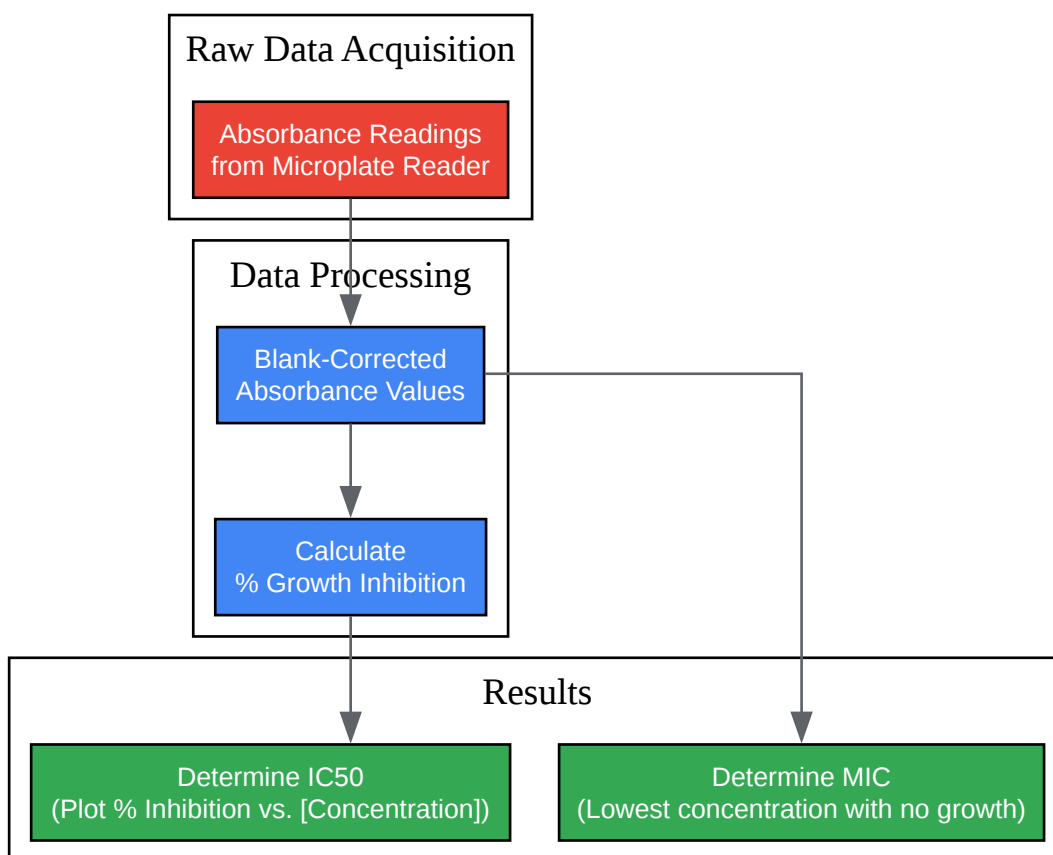 Raw Data Acquisition
Absorbance Readings
from Microplate Reader
Data Processing
Blank-Corrected
Absorbance Values
Calculate
% Growth Inhibition
Results
Determine IC50
(Plot % Inhibition vs. [Concentration])
Determine MIC
(Lowest concentration with no growth)